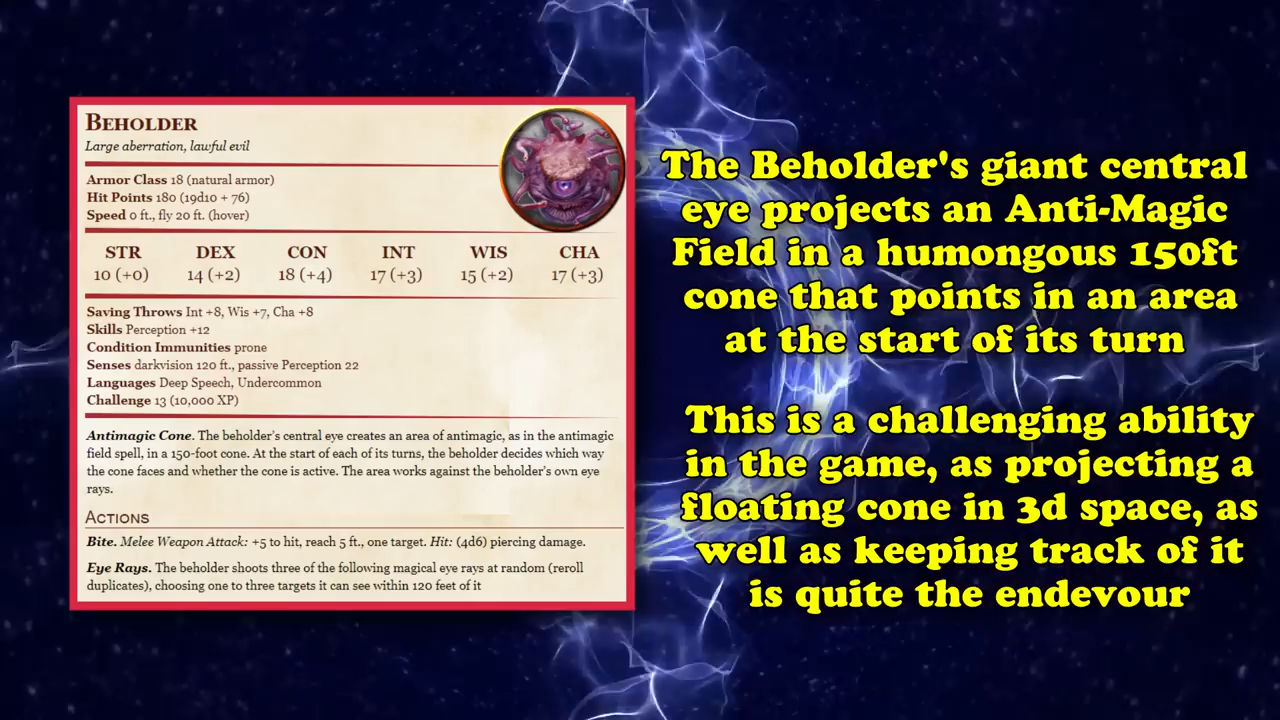 BEHOLDER
Large aberration, lawful evil
Armor Class 18 (natural armor)
Hit Points 180 (19d10 + 76)
Speed 0 ft., fly 20 ft. (hover)
STR DEX CON INT WIS CHA
10 (+0) 14 (+2) 18 (+4) 17 (+3) 15 (+2) 17 (+3)
Saving Throws Int +8, Wis +7, Cha +8
Skills Perception +12
Condition Immunities prone
Senses darkvision 120 ft., passive Perception 22
Languages Deep Speech, Undercommon
Challenge 13 (10,000 XP)
Antimagic Cone. The beholder's central eye creates an area of antimagic, as in the antimagic
field spell, in a 150-foot cone. At the start of each of its turns, the beholder decides which way
the cone faces and whether the cone is active. The area works against the beholder's own eye
rays.
ACTIONS
Bite. Melee Weapon Attack: +5 to hit, reach 5 ft., one target. Hit: (4d6) piercing damage.
Eye Rays. The beholder shoots three of the following magical eye rays at random (reroll
duplicates), choosing one to three targets it can see within 120 feet of it
The Beholder's giant central
eye projects an Anti-Magic
Field in a humongous 150ft
cone that points in an area
at the start of its turn
This is a challenging ability
in the game, as projecting a
floating cone in 3d space, as
well as keeping track of it
is quite the endevour